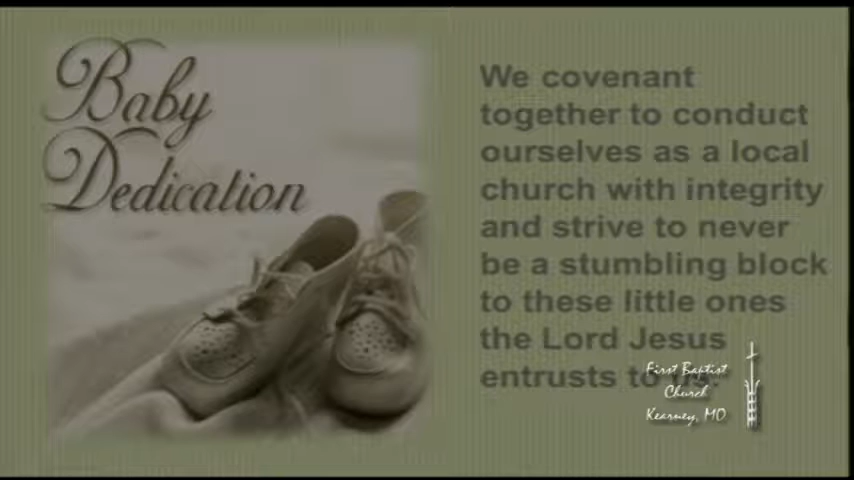 Baby
Dedication
We covenant
together to conduct
ourselves as a local
church with integrity
and strive to never
be a stumbling block
to these little ones
the Lord Jesus
entrusts to us.
First Baptist
Church
Kearney, MO